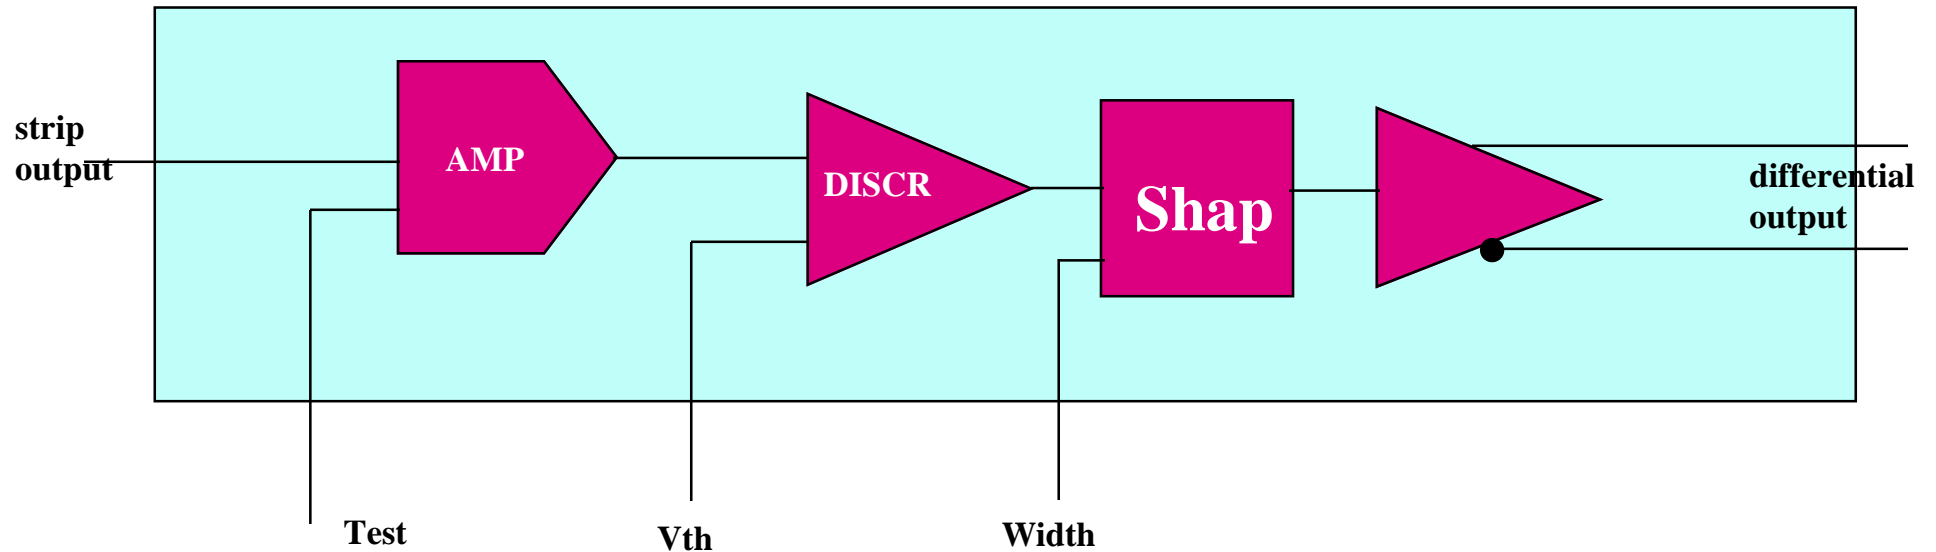 strip
output
AMP
DISCR
Shap
differential
output
Test
Vth
Width